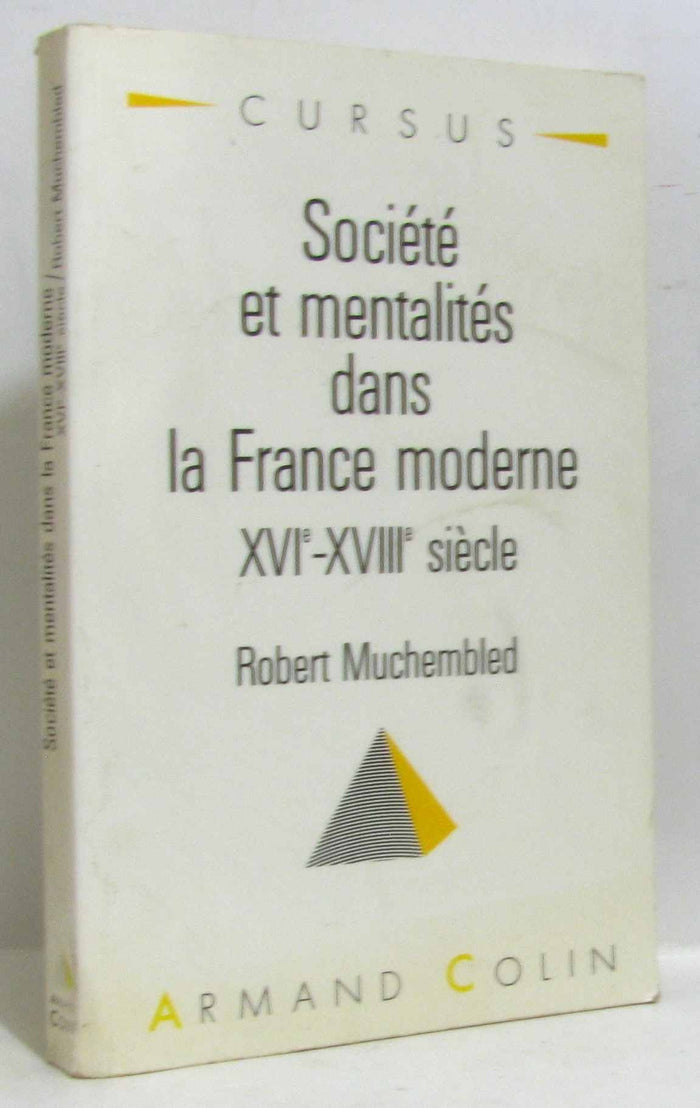 CURSUS
Société
et mentalités
dans
la France moderne
XVIᵉ-XVIIIᵉ siècle
Robert Muchembled
ARMAND COLIN
Société et mentalités dans la France moderne / Robert Muchembled
XVIᵉ-XVIIIᵉ siècle